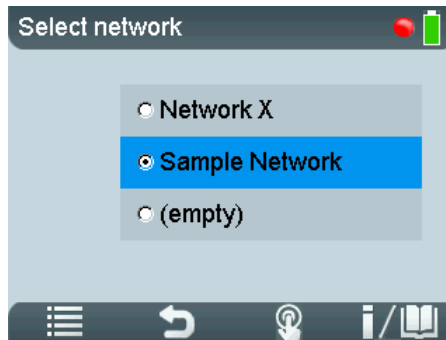 Select network
Network X
Sample Network
(empty)
i/